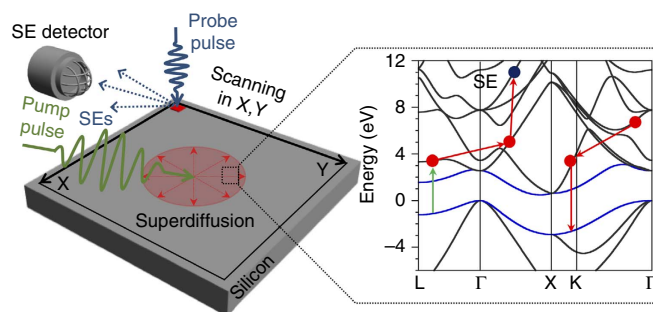 SE detector
Probe
pulse
Scanning
in X,Y
SEs
Pump
pulse
X
Y
Superdiffusion
Silicon
Energy (eV)
12
8
4
0
−4
SE
L
Γ
X
K
Γ